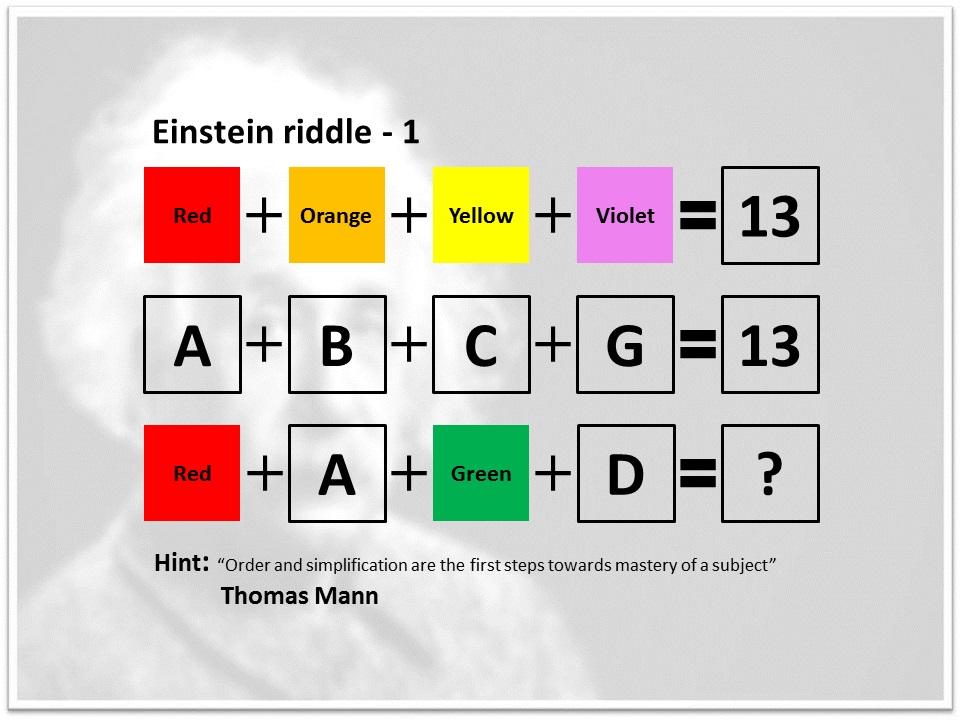 Einstein riddle - 1
Red + Orange + Yellow + Violet = 13
A + B + C + G = 13
Red + A + Green + D = ?
Hint: “Order and simplification are the first steps towards mastery of a subject”
Thomas Mann